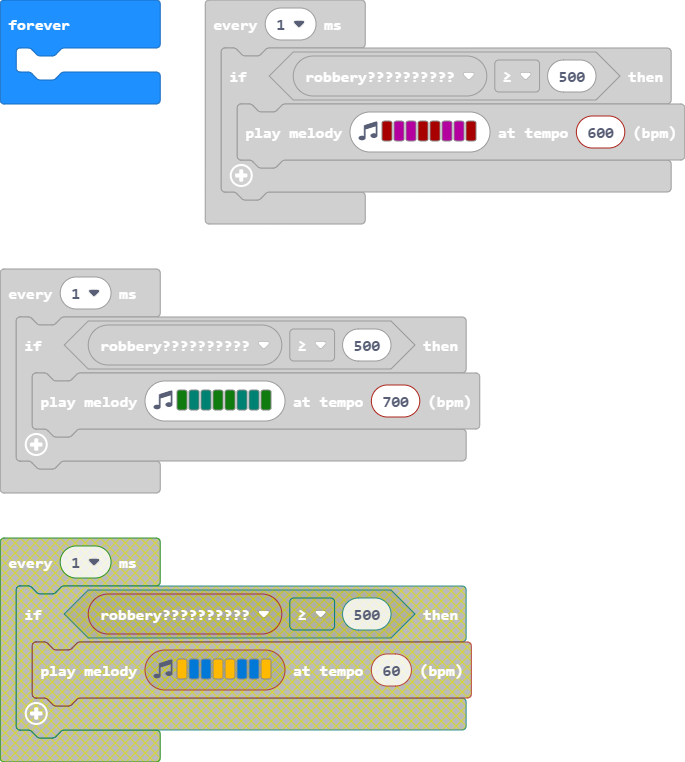 forever
every 1 ms
if robbery?????????? ≥ 500 then
play melody at tempo 600 (bpm)
every 1 ms
if robbery?????????? ≥ 500 then
play melody at tempo 700 (bpm)
every 1 ms
if robbery?????????? ≥ 500 then
play melody at tempo 60 (bpm)